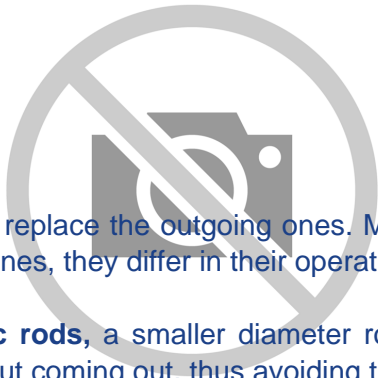 replace the outgoing ones. M
nes, they differ in their operat
c rods, a smaller diameter ro
ut coming out, thus avoiding t